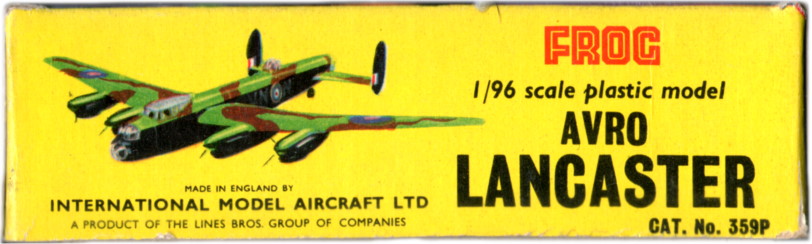 FROG
1/96 scale plastic model
AVRO
LANCASTER
CAT. No. 359P
MADE IN ENGLAND BY
INTERNATIONAL MODEL AIRCRAFT LTD
A PRODUCT OF THE LINES BROS. GROUP OF COMPANIES